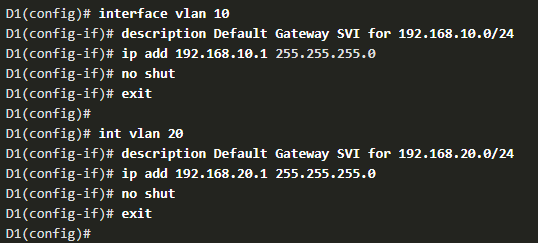 D1(config)# interface vlan 10
D1(config-if)# description Default Gateway SVI for 192.168.10.0/24
D1(config-if)# ip add 192.168.10.1 255.255.255.0
D1(config-if)# no shut
D1(config-if)# exit
D1(config)#
D1(config)# int vlan 20
D1(config-if)# description Default Gateway SVI for 192.168.20.0/24
D1(config-if)# ip add 192.168.20.1 255.255.255.0
D1(config-if)# no shut
D1(config-if)# exit
D1(config)#